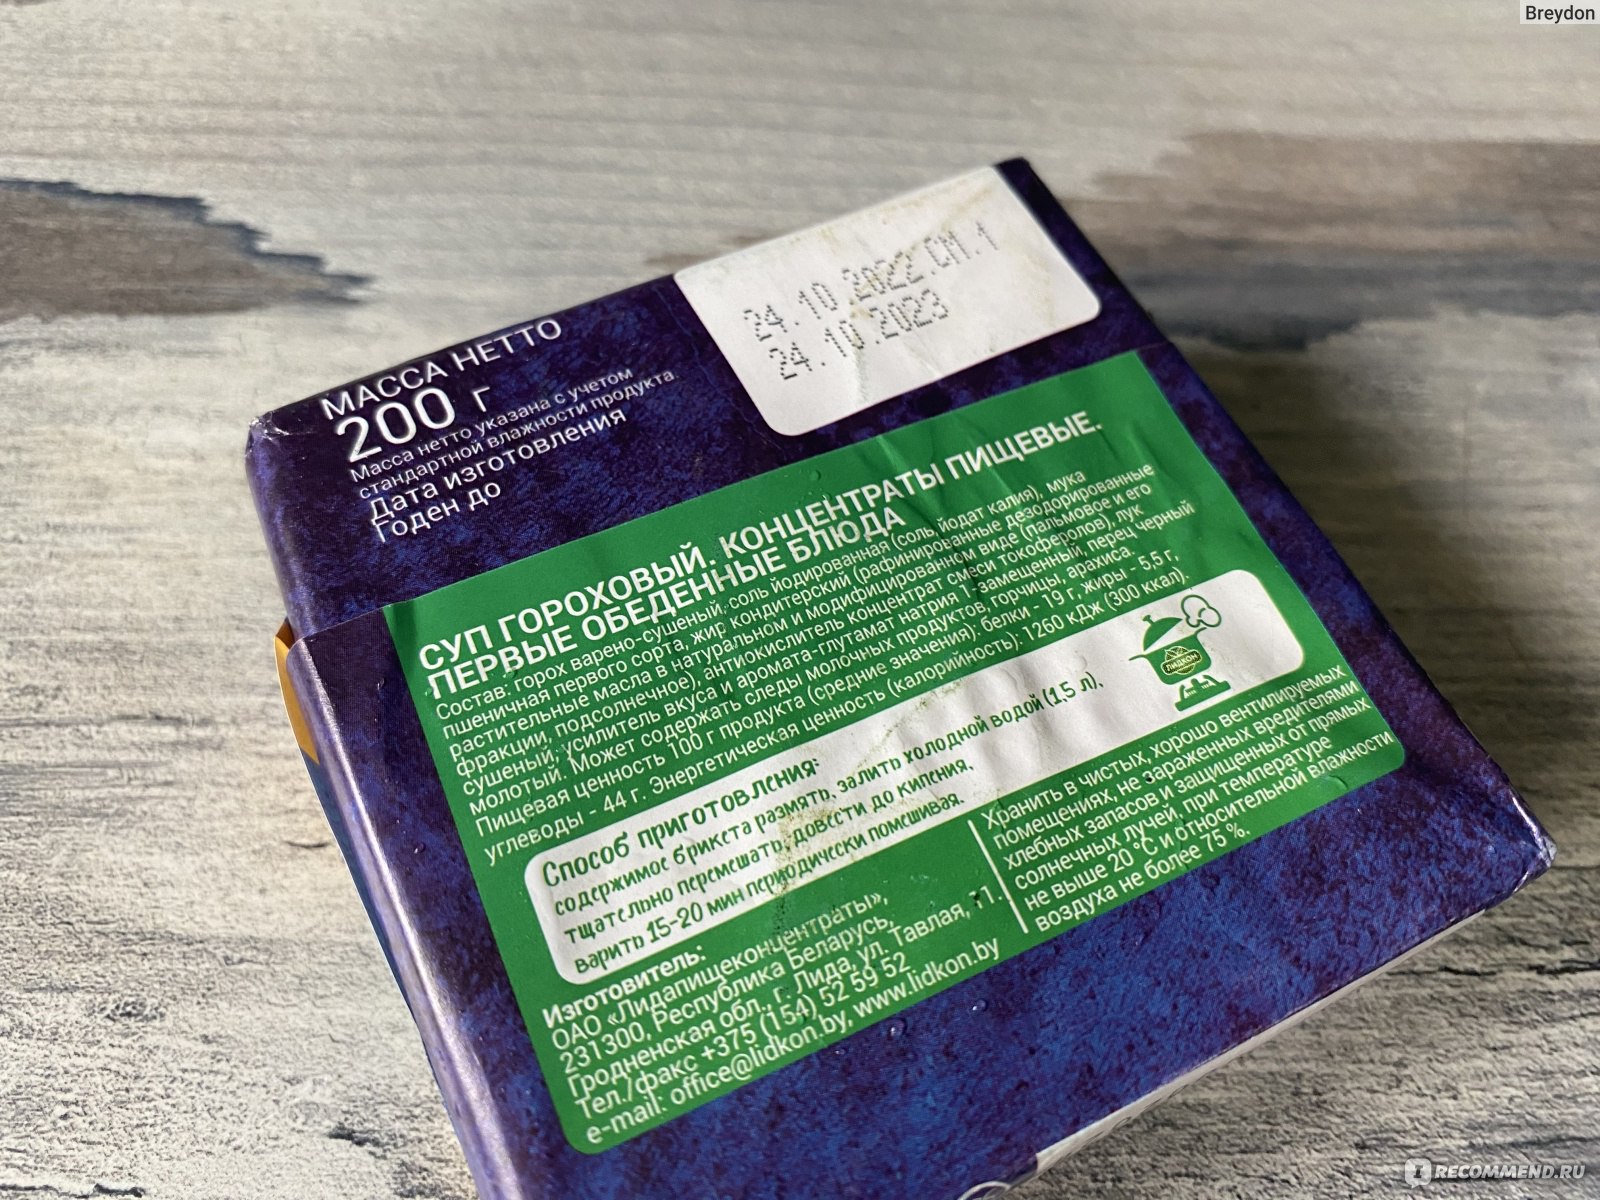 Breydon
24.10.2022.СМ.1
24.10.2023
МАССА НЕТТО
200 г
Масса нетто указана с учетом
стандартной влажности продукта.
Дата изготовления
Годен до
СУП ГОРОХОВЫЙ. КОНЦЕНТРАТЫ ПИЩЕВЫЕ.
ПЕРВЫЕ ОБЕДЕННЫЕ БЛЮДА
Состав: горох варено-сушеный, соль йодированная (соль, йодат калия), мука
пшеничная первого сорта, жир кондитерский (рафинированные дезодорированные
растительные масла в натуральном и модифицированном виде (пальмовое и его
фракции, подсолнечное), антиокислитель концентрат смеси токоферолов), лук
сушеный, усилитель вкуса и аромата-глутамат натрия 1-замещенный, перец черный
молотый. Может содержать следы молочных продуктов, горчицы, арахиса.
Пищевая ценность 100 г продукта (средние значения): белки - 19 г, жиры - 5,5 г,
углеводы - 44 г. Энергетическая ценность (калорийность): 1260 кДж (300 ккал).
Способ приготовления:
содержимое брикета размять, залить холодной водой (1,5 л),
тщательно перемешать, довести до кипения,
варить 15-20 мин периодически помешивая.
ЛИДКОН
Изготовитель:
ОАО «Лидапищеконцентраты»,
231300, Республика Беларусь,
Гродненская обл., г. Лида, ул. Тавлая, 11.
Тел./факс +375 (154) 52 59 52
e-mail: office@lidkon.by, www.lidkon.by
Хранить в чистых, хорошо вентилируемых
помещениях, не зараженных вредителями
хлебных запасов и защищенных от прямых
солнечных лучей, при температуре
не выше 20 °C и относительной влажности
воздуха не более 75 %.
IRECOMMEND.RU